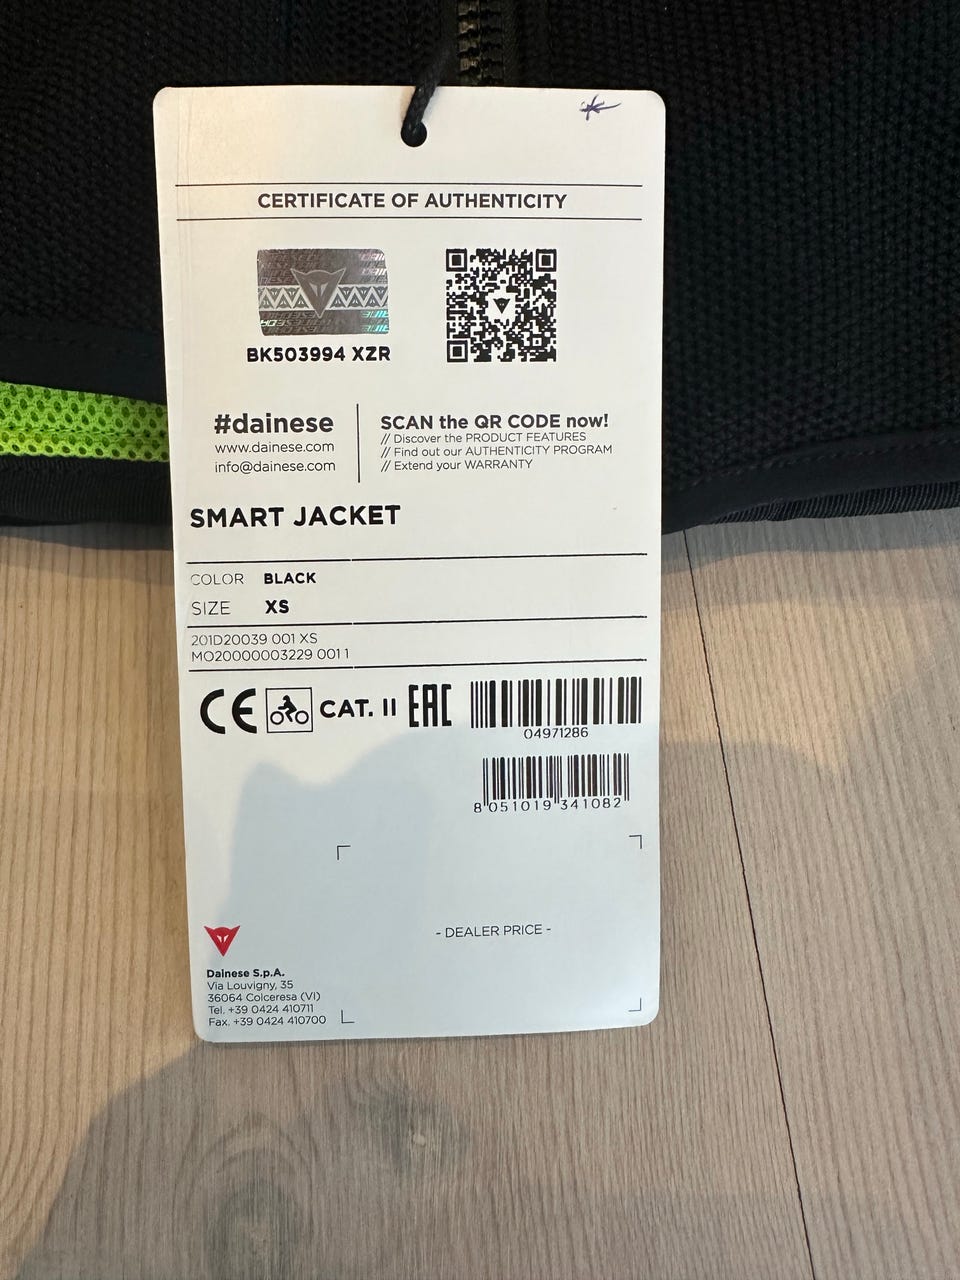 CERTIFICATE OF AUTHENTICITY
BK503994 XZR
#dainese
www.dainese.com
info@dainese.com
SCAN the QR CODE now!
// Discover the PRODUCT FEATURES
// Find out our AUTHENTICITY PROGRAM
// Extend your WARRANTY
SMART JACKET
COLOR BLACK
SIZE XS
201D20039 001 XS
MO20000003229 0011
CE CAT. II EAC
04971286
8 051019 341082
- DEALER PRICE -
Dainese S.p.A.
Via Louvigny, 35
36064 Colceresa (VI)
Tel. +39 0424 410711
Fax. +39 0424 410700